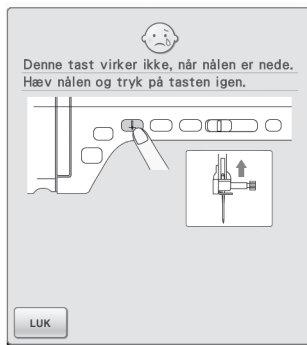 Denne tast virker ikke, når nålen er nede.
Hæv nålen og tryk på tasten igen.
LUK